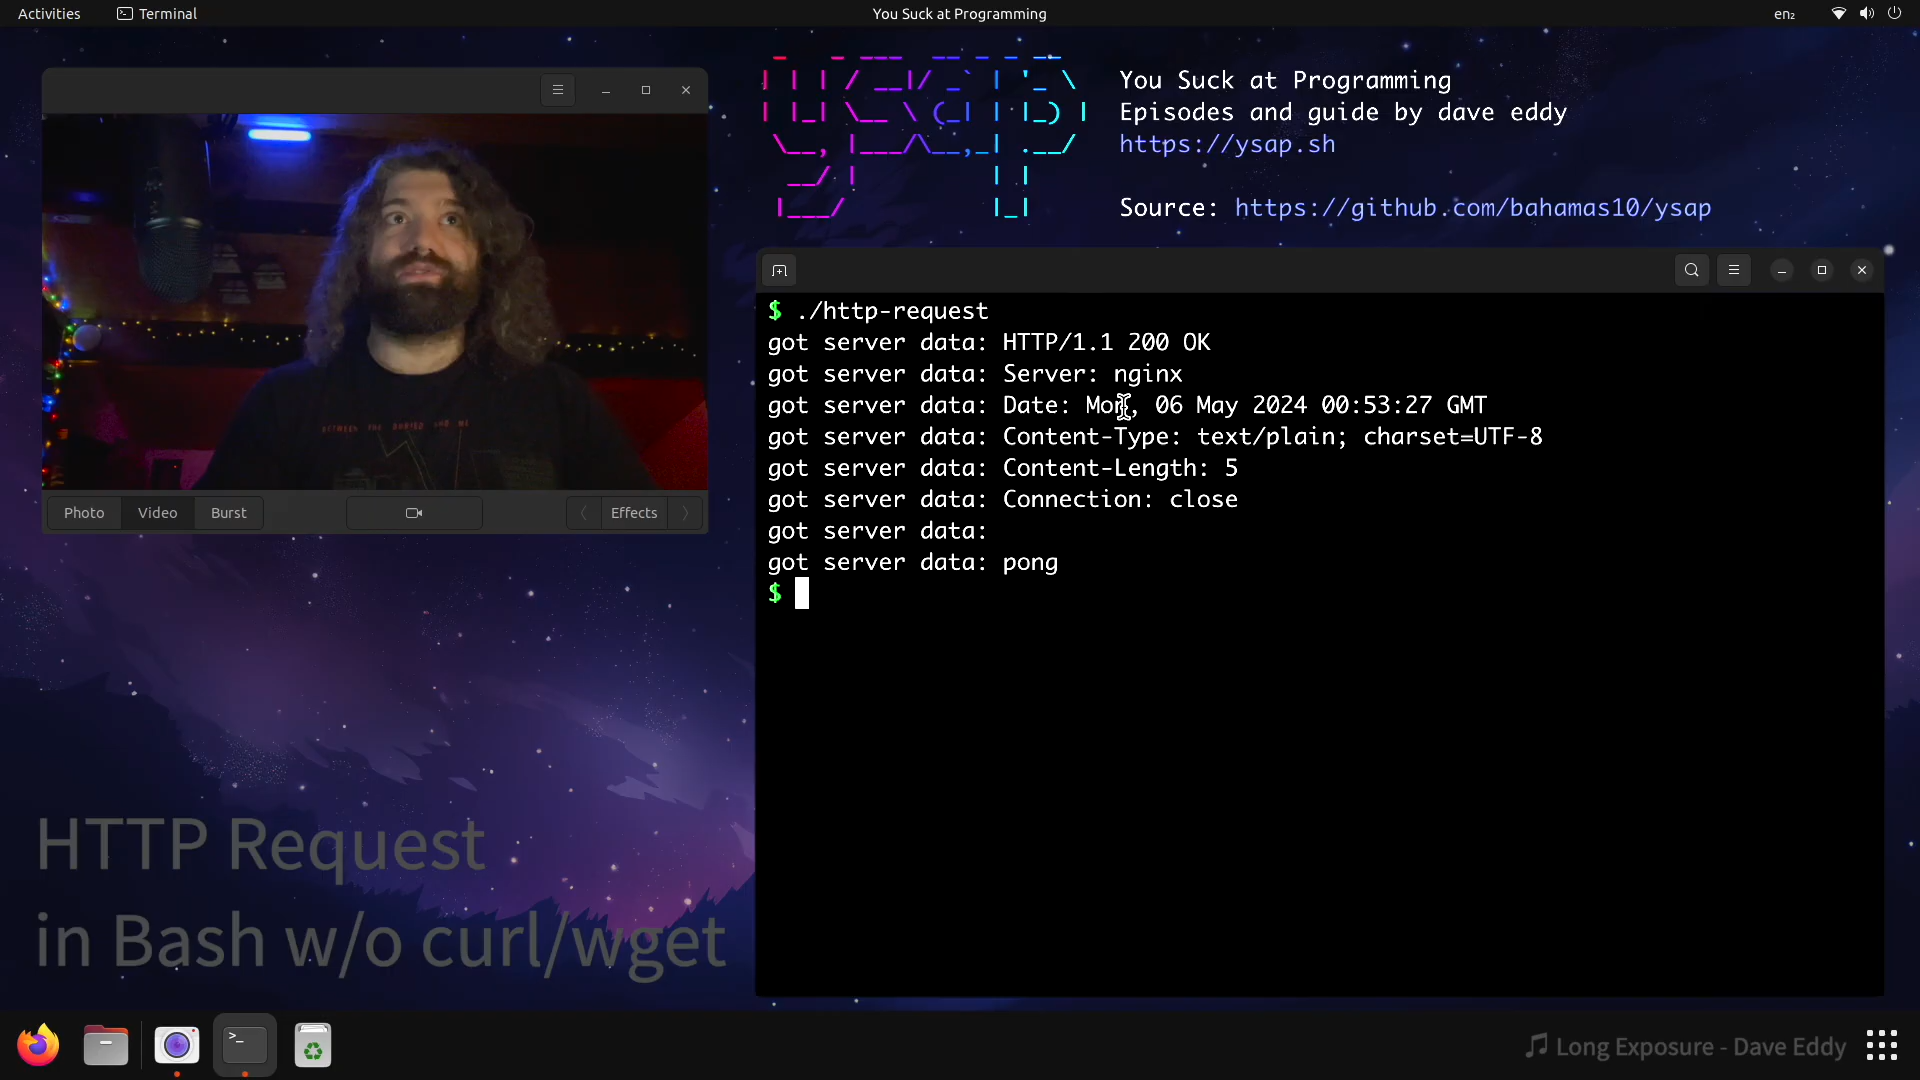 Activities
Terminal
You Suck at Programming
en₂
You Suck at Programming
Episodes and guide by dave eddy
https://ysap.sh
Source: https://github.com/bahamas10/ysap
BETWEEN THE BURIED AND ME
Photo
Video
Burst
Effects
$ ./http-request
got server data: HTTP/1.1 200 OK
got server data: Server: nginx
got server data: Date: Mon, 06 May 2024 00:53:27 GMT
got server data: Content-Type: text/plain; charset=UTF-8
got server data: Content-Length: 5
got server data: Connection: close
got server data:
got server data: pong
$
HTTP Request
in Bash w/o curl/wget
Long Exposure - Dave Eddy